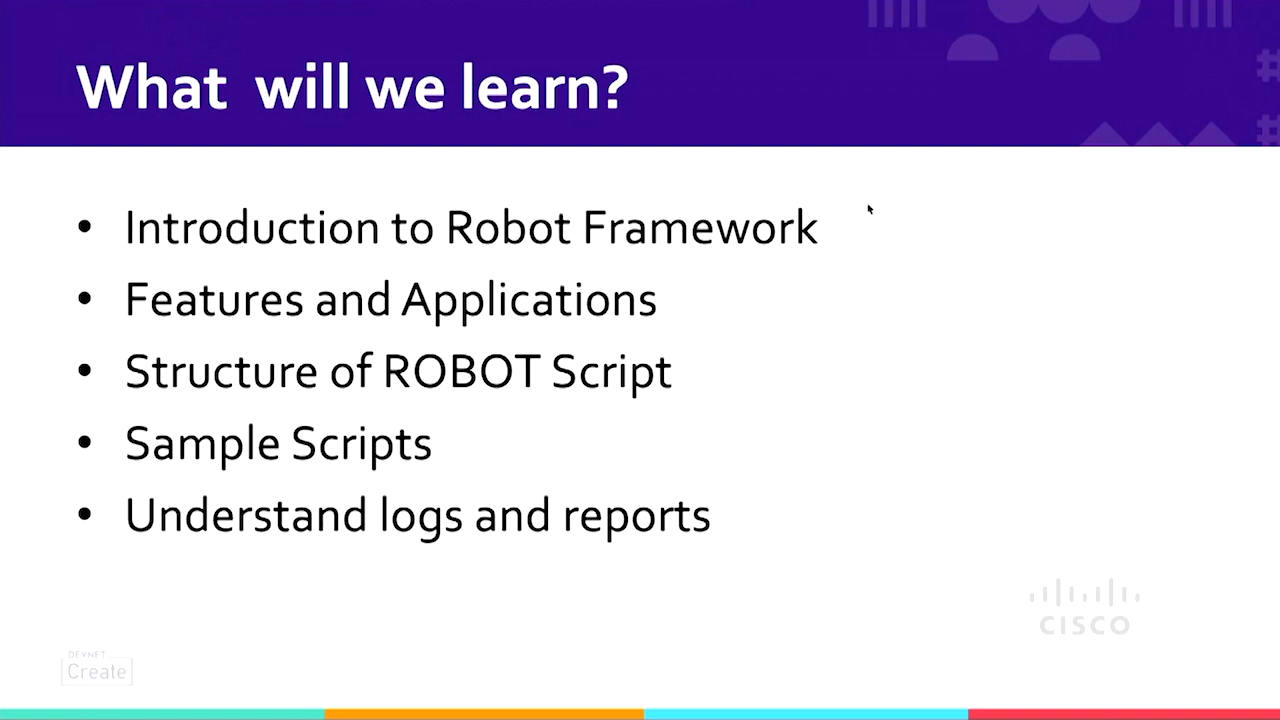 What will we learn?
• Introduction to Robot Framework
• Features and Applications
• Structure of ROBOT Script
• Sample Scripts
• Understand logs and reports
CISCO
DEVNET
Create